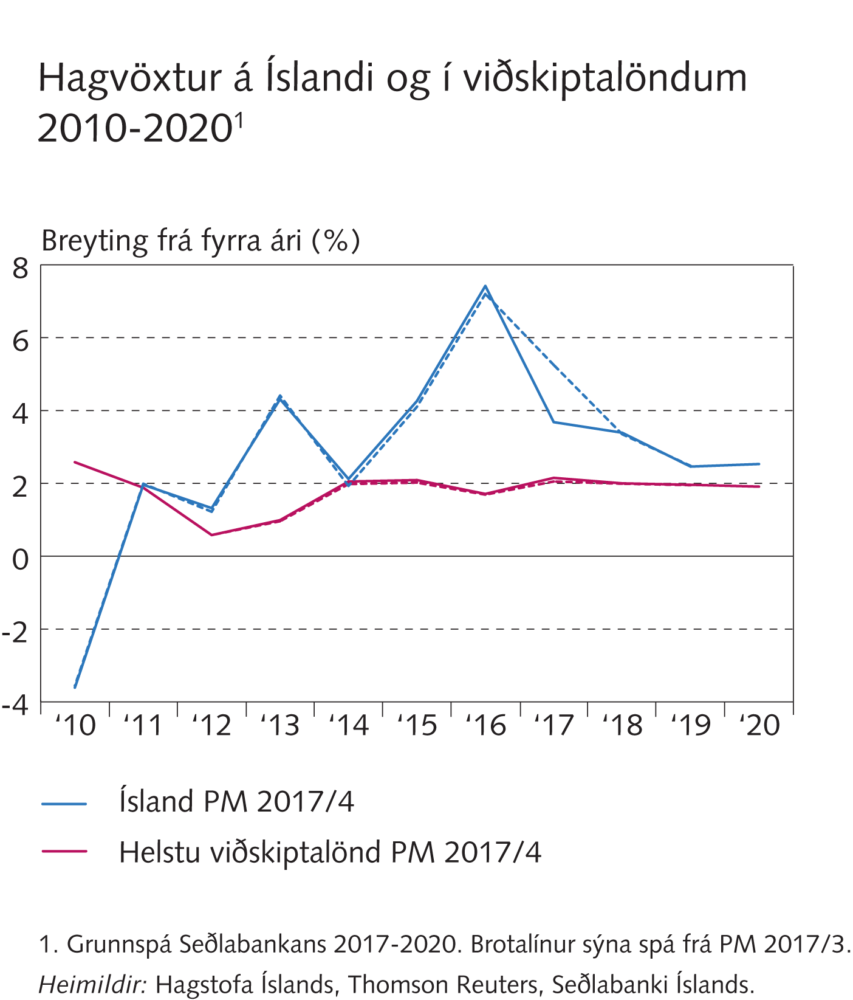 Hagvöxtur á Íslandi og í viðskiptalöndum
2010-2020¹
Breyting frá fyrra ári (%)
8
6
4
2
0
-2
-4
‘10 ‘11 ‘12 ‘13 ‘14 ‘15 ‘16 ‘17 ‘18 ‘19 ‘20
Ísland PM 2017/4
Helstu viðskiptalönd PM 2017/4
1. Grunnspá Seðlabankans 2017-2020. Brotalínur sýna spá frá PM 2017/3.
Heimildir: Hagstofa Íslands, Thomson Reuters, Seðlabanki Íslands.